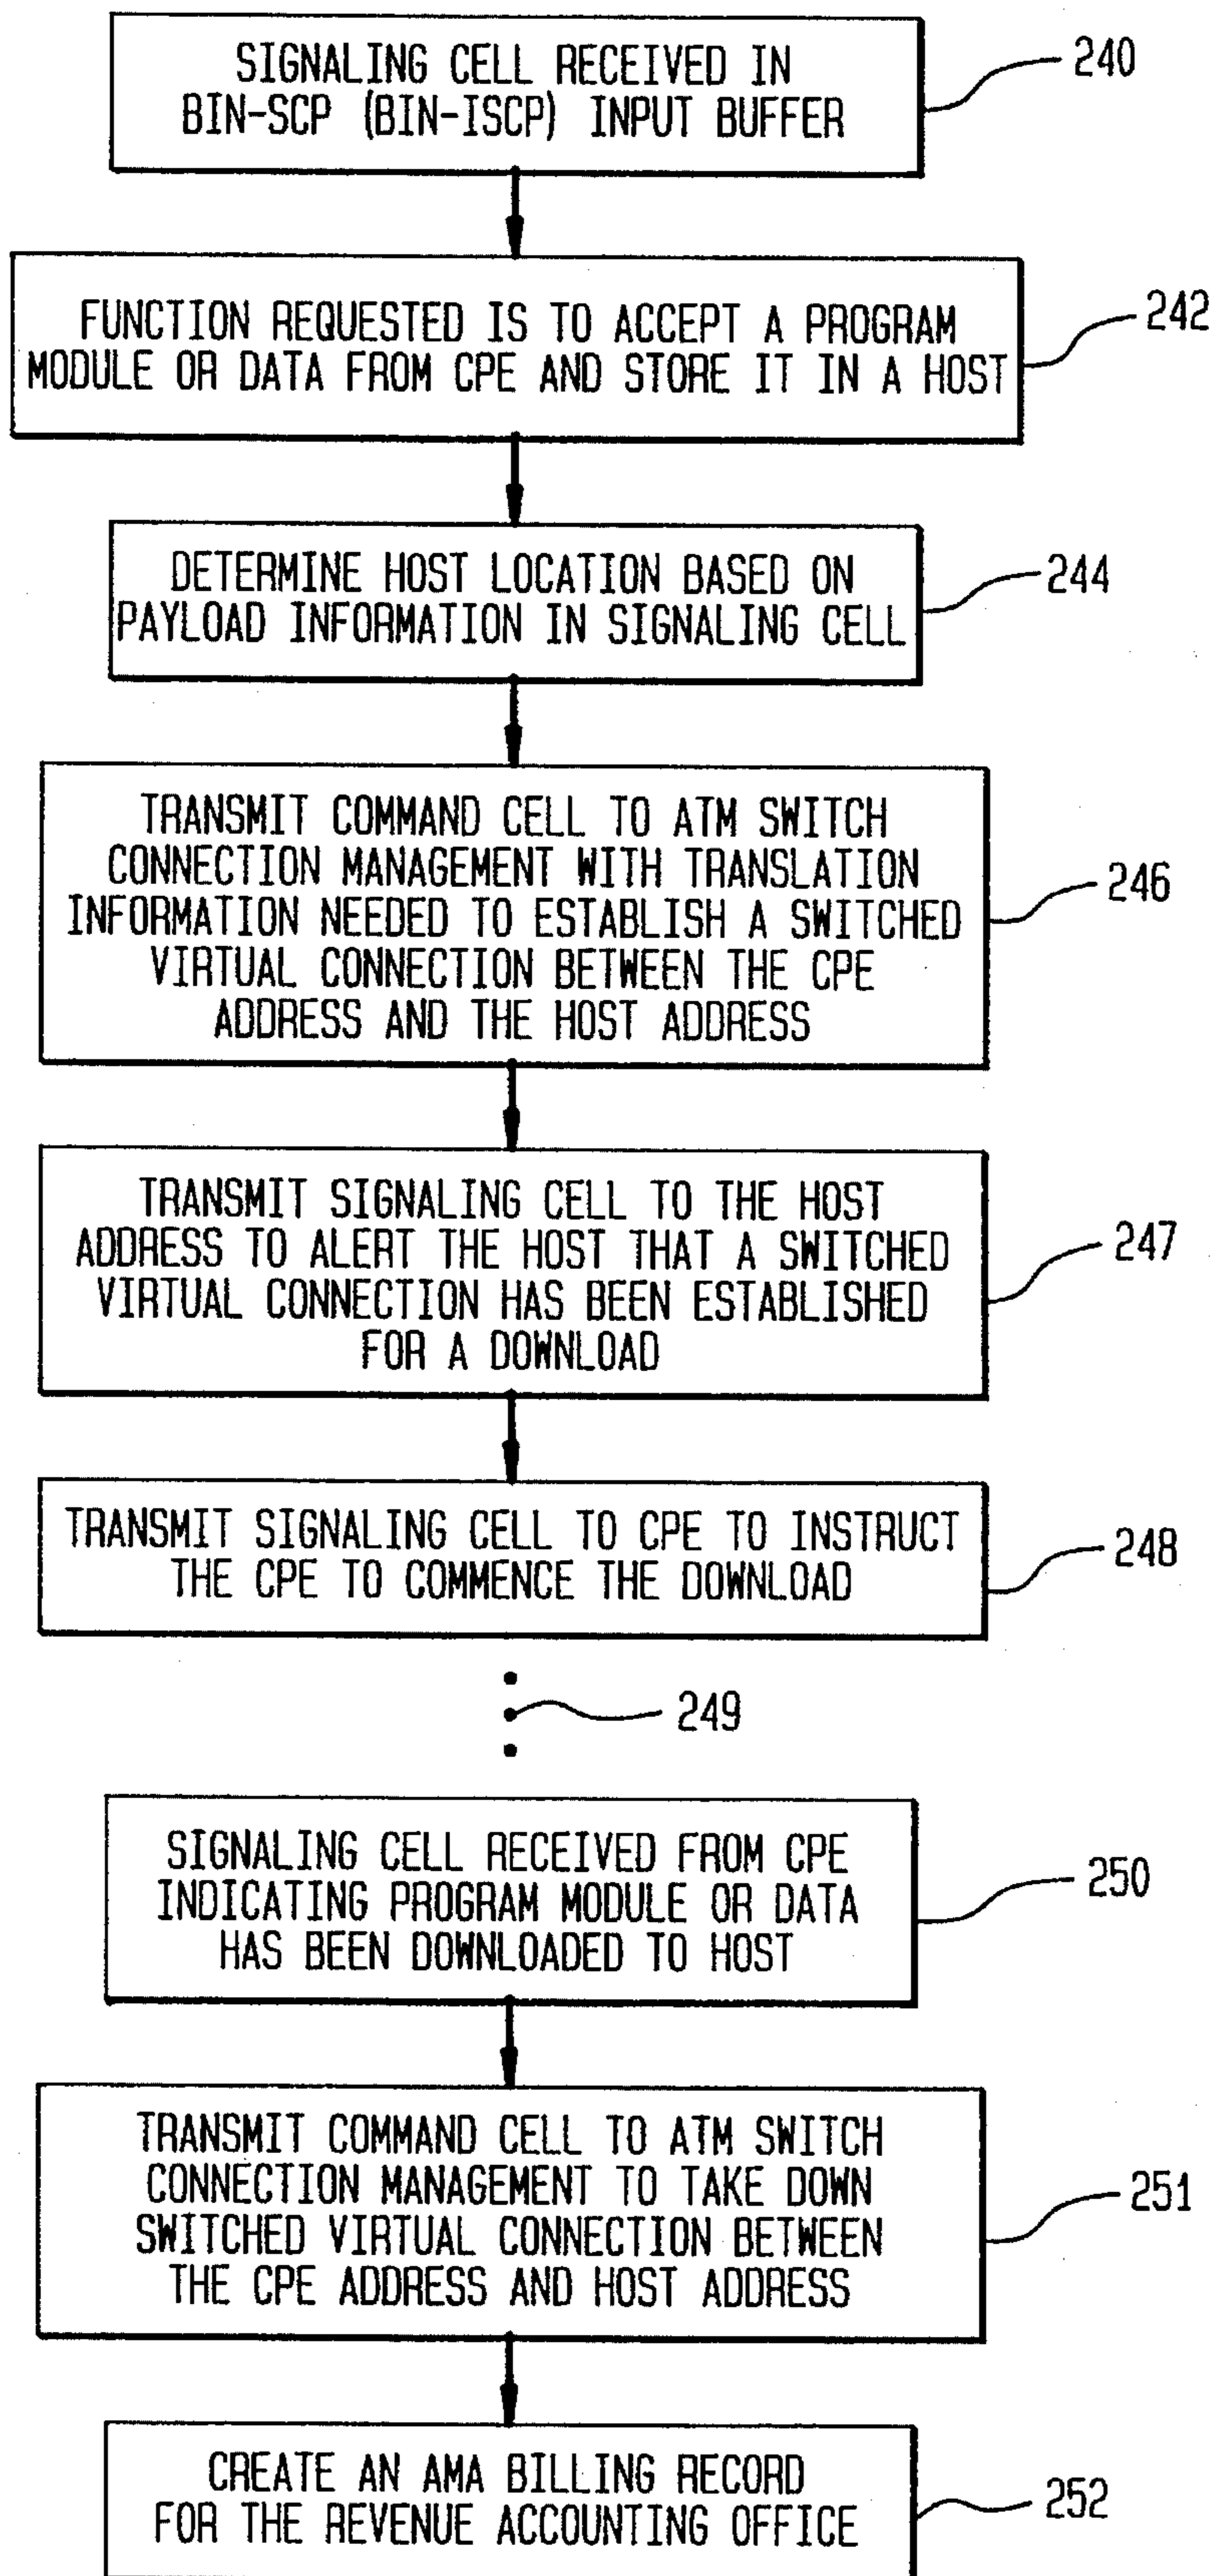 SIGNALING CELL RECEIVED IN
BIN-SCP (BIN-ISCP) INPUT BUFFER
240
FUNCTION REQUESTED IS TO ACCEPT A PROGRAM
MODULE OR DATA FROM CPE AND STORE IT IN A HOST
242
DETERMINE HOST LOCATION BASED ON
PAYLOAD INFORMATION IN SIGNALING CELL
244
TRANSMIT COMMAND CELL TO ATM SWITCH
CONNECTION MANAGEMENT WITH TRANSLATION
INFORMATION NEEDED TO ESTABLISH A SWITCHED
VIRTUAL CONNECTION BETWEEN THE CPE
ADDRESS AND THE HOST ADDRESS
246
TRANSMIT SIGNALING CELL TO THE HOST
ADDRESS TO ALERT THE HOST THAT A SWITCHED
VIRTUAL CONNECTION HAS BEEN ESTABLISHED
FOR A DOWNLOAD
247
TRANSMIT SIGNALING CELL TO CPE TO INSTRUCT
THE CPE TO COMMENCE THE DOWNLOAD
248
249
SIGNALING CELL RECEIVED FROM CPE
INDICATING PROGRAM MODULE OR DATA
HAS BEEN DOWNLOADED TO HOST
250
TRANSMIT COMMAND CELL TO ATM SWITCH
CONNECTION MANAGEMENT TO TAKE DOWN
SWITCHED VIRTUAL CONNECTION BETWEEN
THE CPE ADDRESS AND HOST ADDRESS
251
CREATE AN AMA BILLING RECORD
FOR THE REVENUE ACCOUNTING OFFICE
252